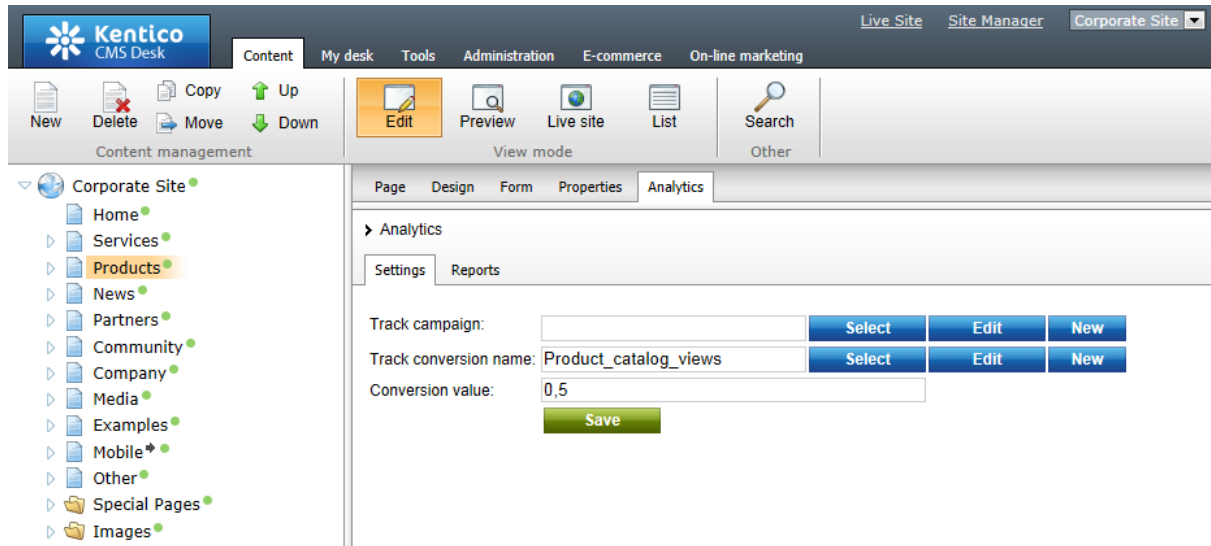 Live Site Site Manager Corporate Site
Kentico
CMS Desk
Content My desk Tools Administration E-commerce On-line marketing
New Delete Copy Move Up Down
Edit Preview Live site List Search
Content management View mode Other
Corporate Site
Home
Services
Products
News
Partners
Community
Company
Media
Examples
Mobile
Other
Special Pages
Images
Page Design Form Properties Analytics
Analytics
Settings Reports
Track campaign: Select Edit New
Track conversion name: Product_catalog_views Select Edit New
Conversion value: 0,5
Save